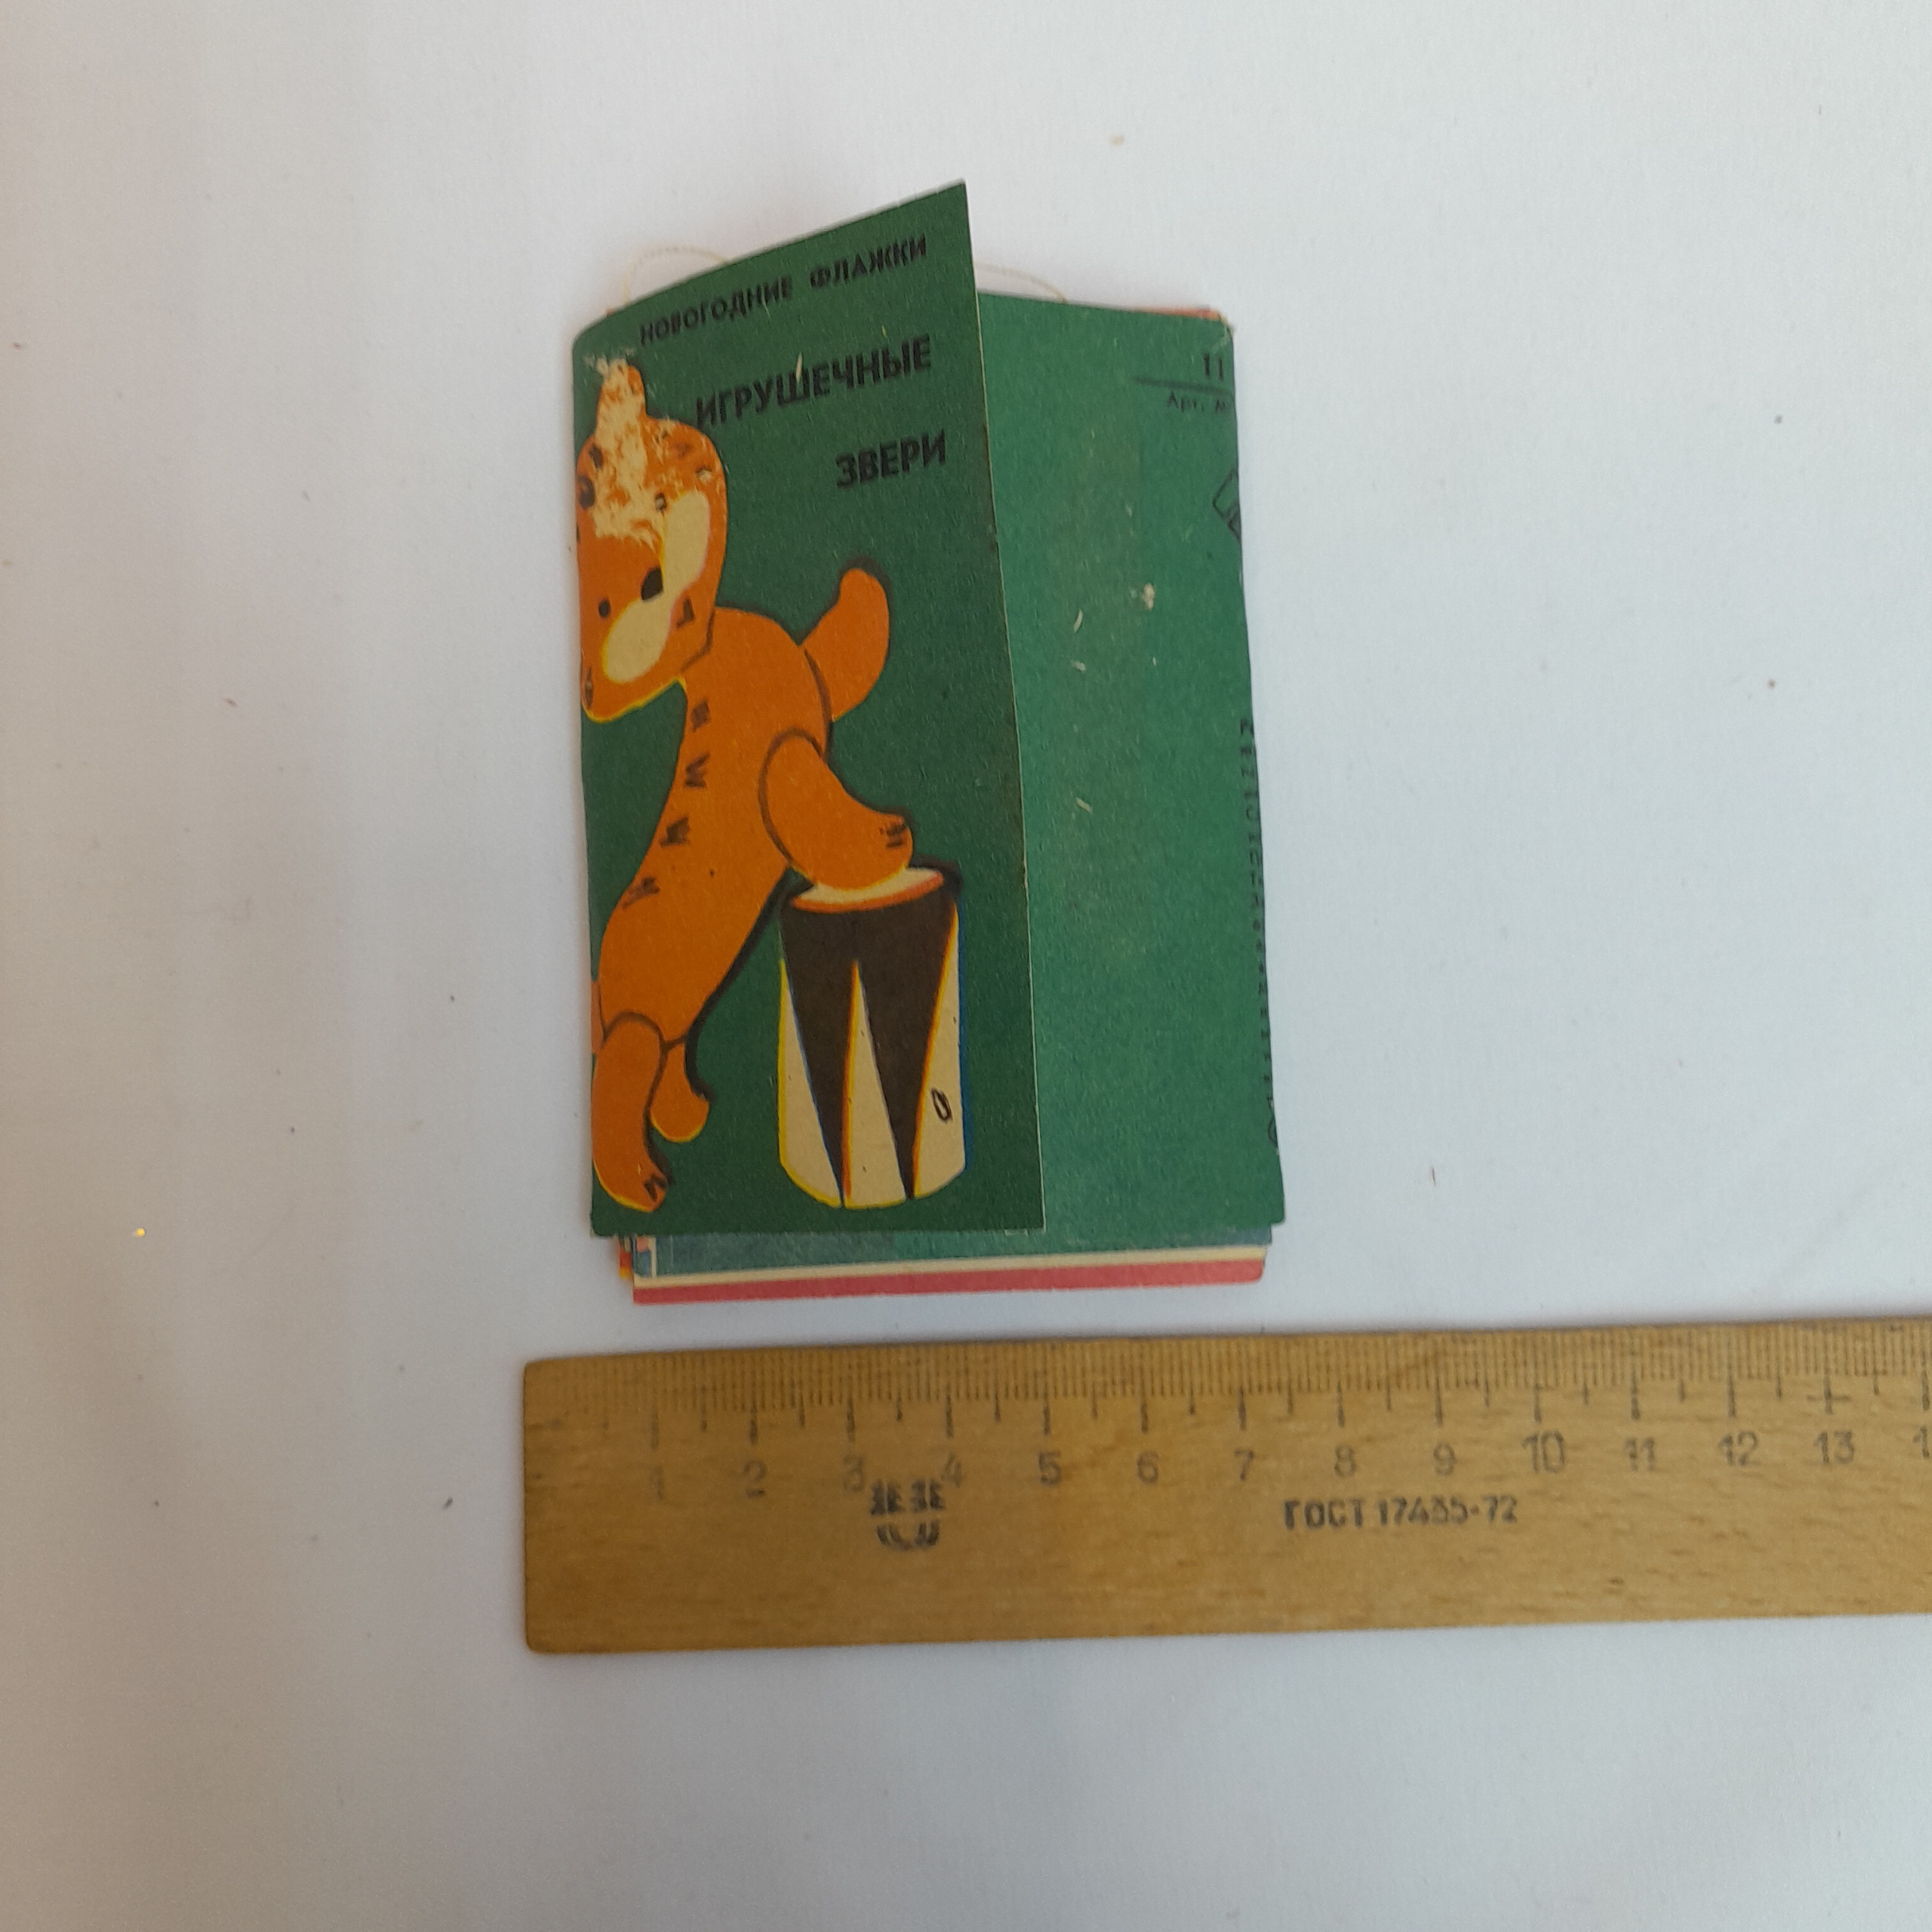 НОВОГОДНИЕ ФЛАЖКИ
ИГРУШЕЧНЫЕ
ЗВЕРИ
11
Арт.
1 2 3 4 5 6 7 8 9 10 11 12 13 1
ГОСТ 17435-72